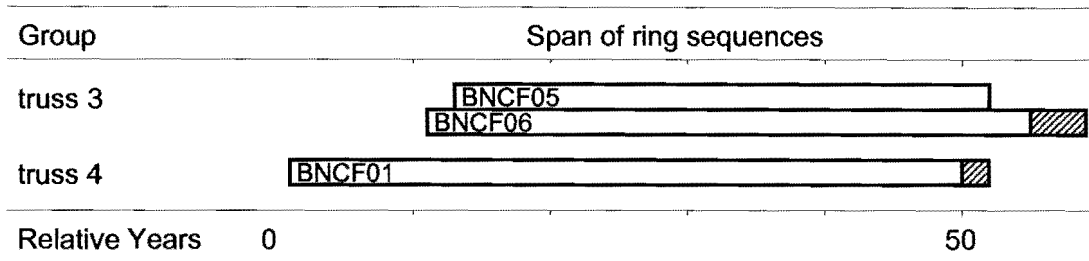 Group Span of ring sequences
truss 3 BNCF05
BNCF06
truss 4 BNCF01
Relative Years 0 50